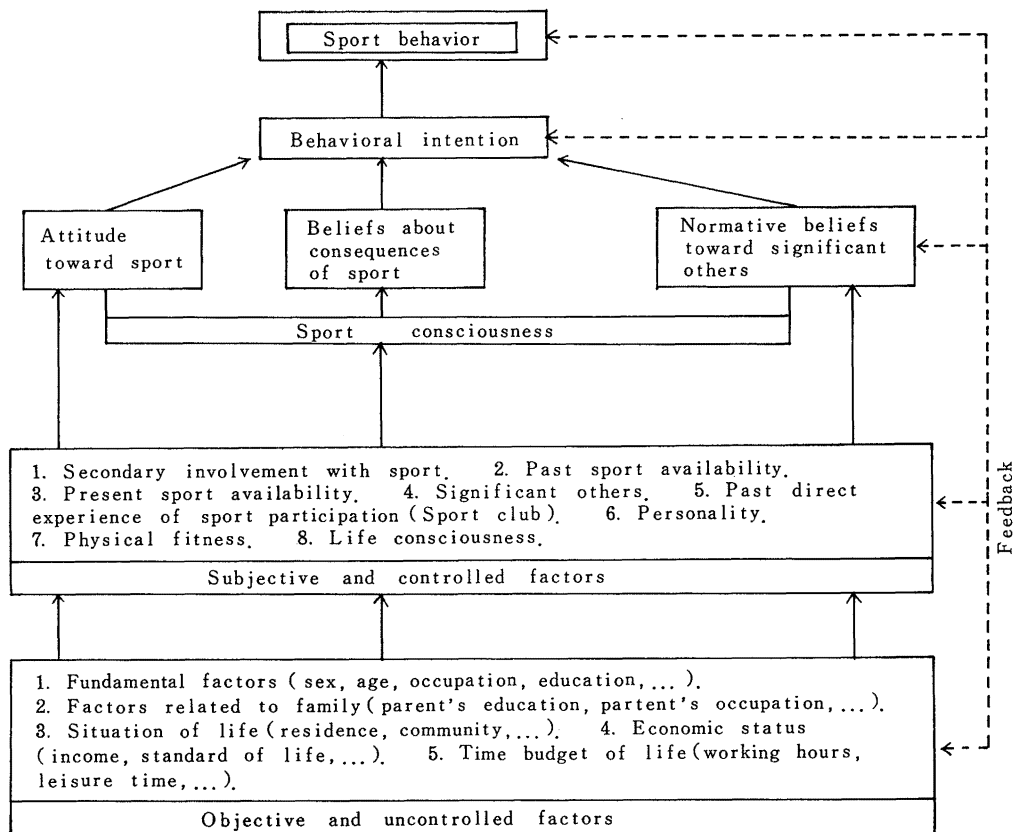 Sport behavior
Behavioral intention
Attitude
toward sport
Beliefs about
consequences
of sport
Normative beliefs
toward significant
others
Sport consciousness
1. Secondary involvement with sport. 2. Past sport availability.
3. Present sport availability. 4. Significant others. 5. Past direct
experience of sport participation (Sport club). 6. Personality.
7. Physical fitness. 8. Life consciousness.
Subjective and controlled factors
1. Fundamental factors (sex, age, occupation, education, ...).
2. Factors related to family (parent's education, partent's occupation, ...).
3. Situation of life (residence, community, ...). 4. Economic status
(income, standard of life, ...). 5. Time budget of life (working hours,
leisure time, ...).
Objective and uncontrolled factors
Feedback